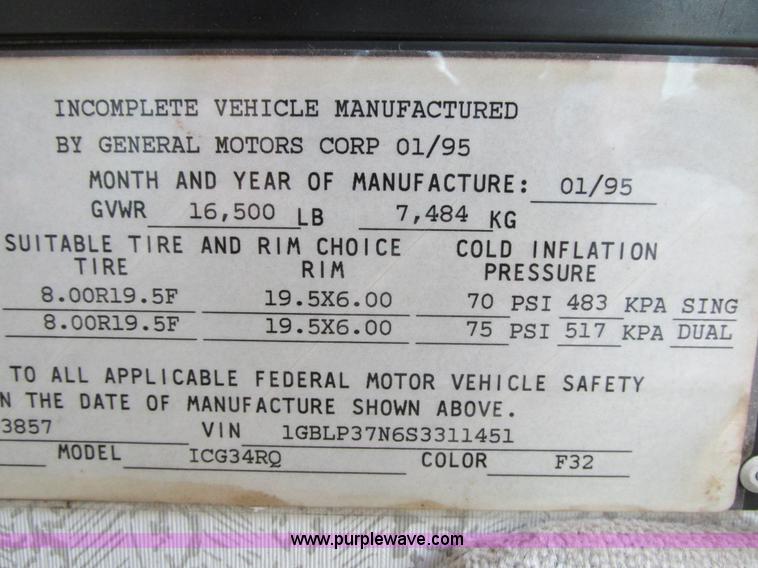 INCOMPLETE VEHICLE MANUFACTURED
BY GENERAL MOTORS CORP 01/95
MONTH AND YEAR OF MANUFACTURE: 01/95
GVWR 16,500 LB 7,484 KG
SUITABLE TIRE AND RIM CHOICE COLD INFLATION
TIRE RIM PRESSURE
8.00R19.5F 19.5X6.00 70 PSI 483 KPA SING
8.00R19.5F 19.5X6.00 75 PSI 517 KPA DUAL
TO ALL APPLICABLE FEDERAL MOTOR VEHICLE SAFETY
N THE DATE OF MANUFACTURE SHOWN ABOVE.
3857 VIN 1GBLP37N6S3311451
MODEL ICG34RQ COLOR F32
www.purplewave.com